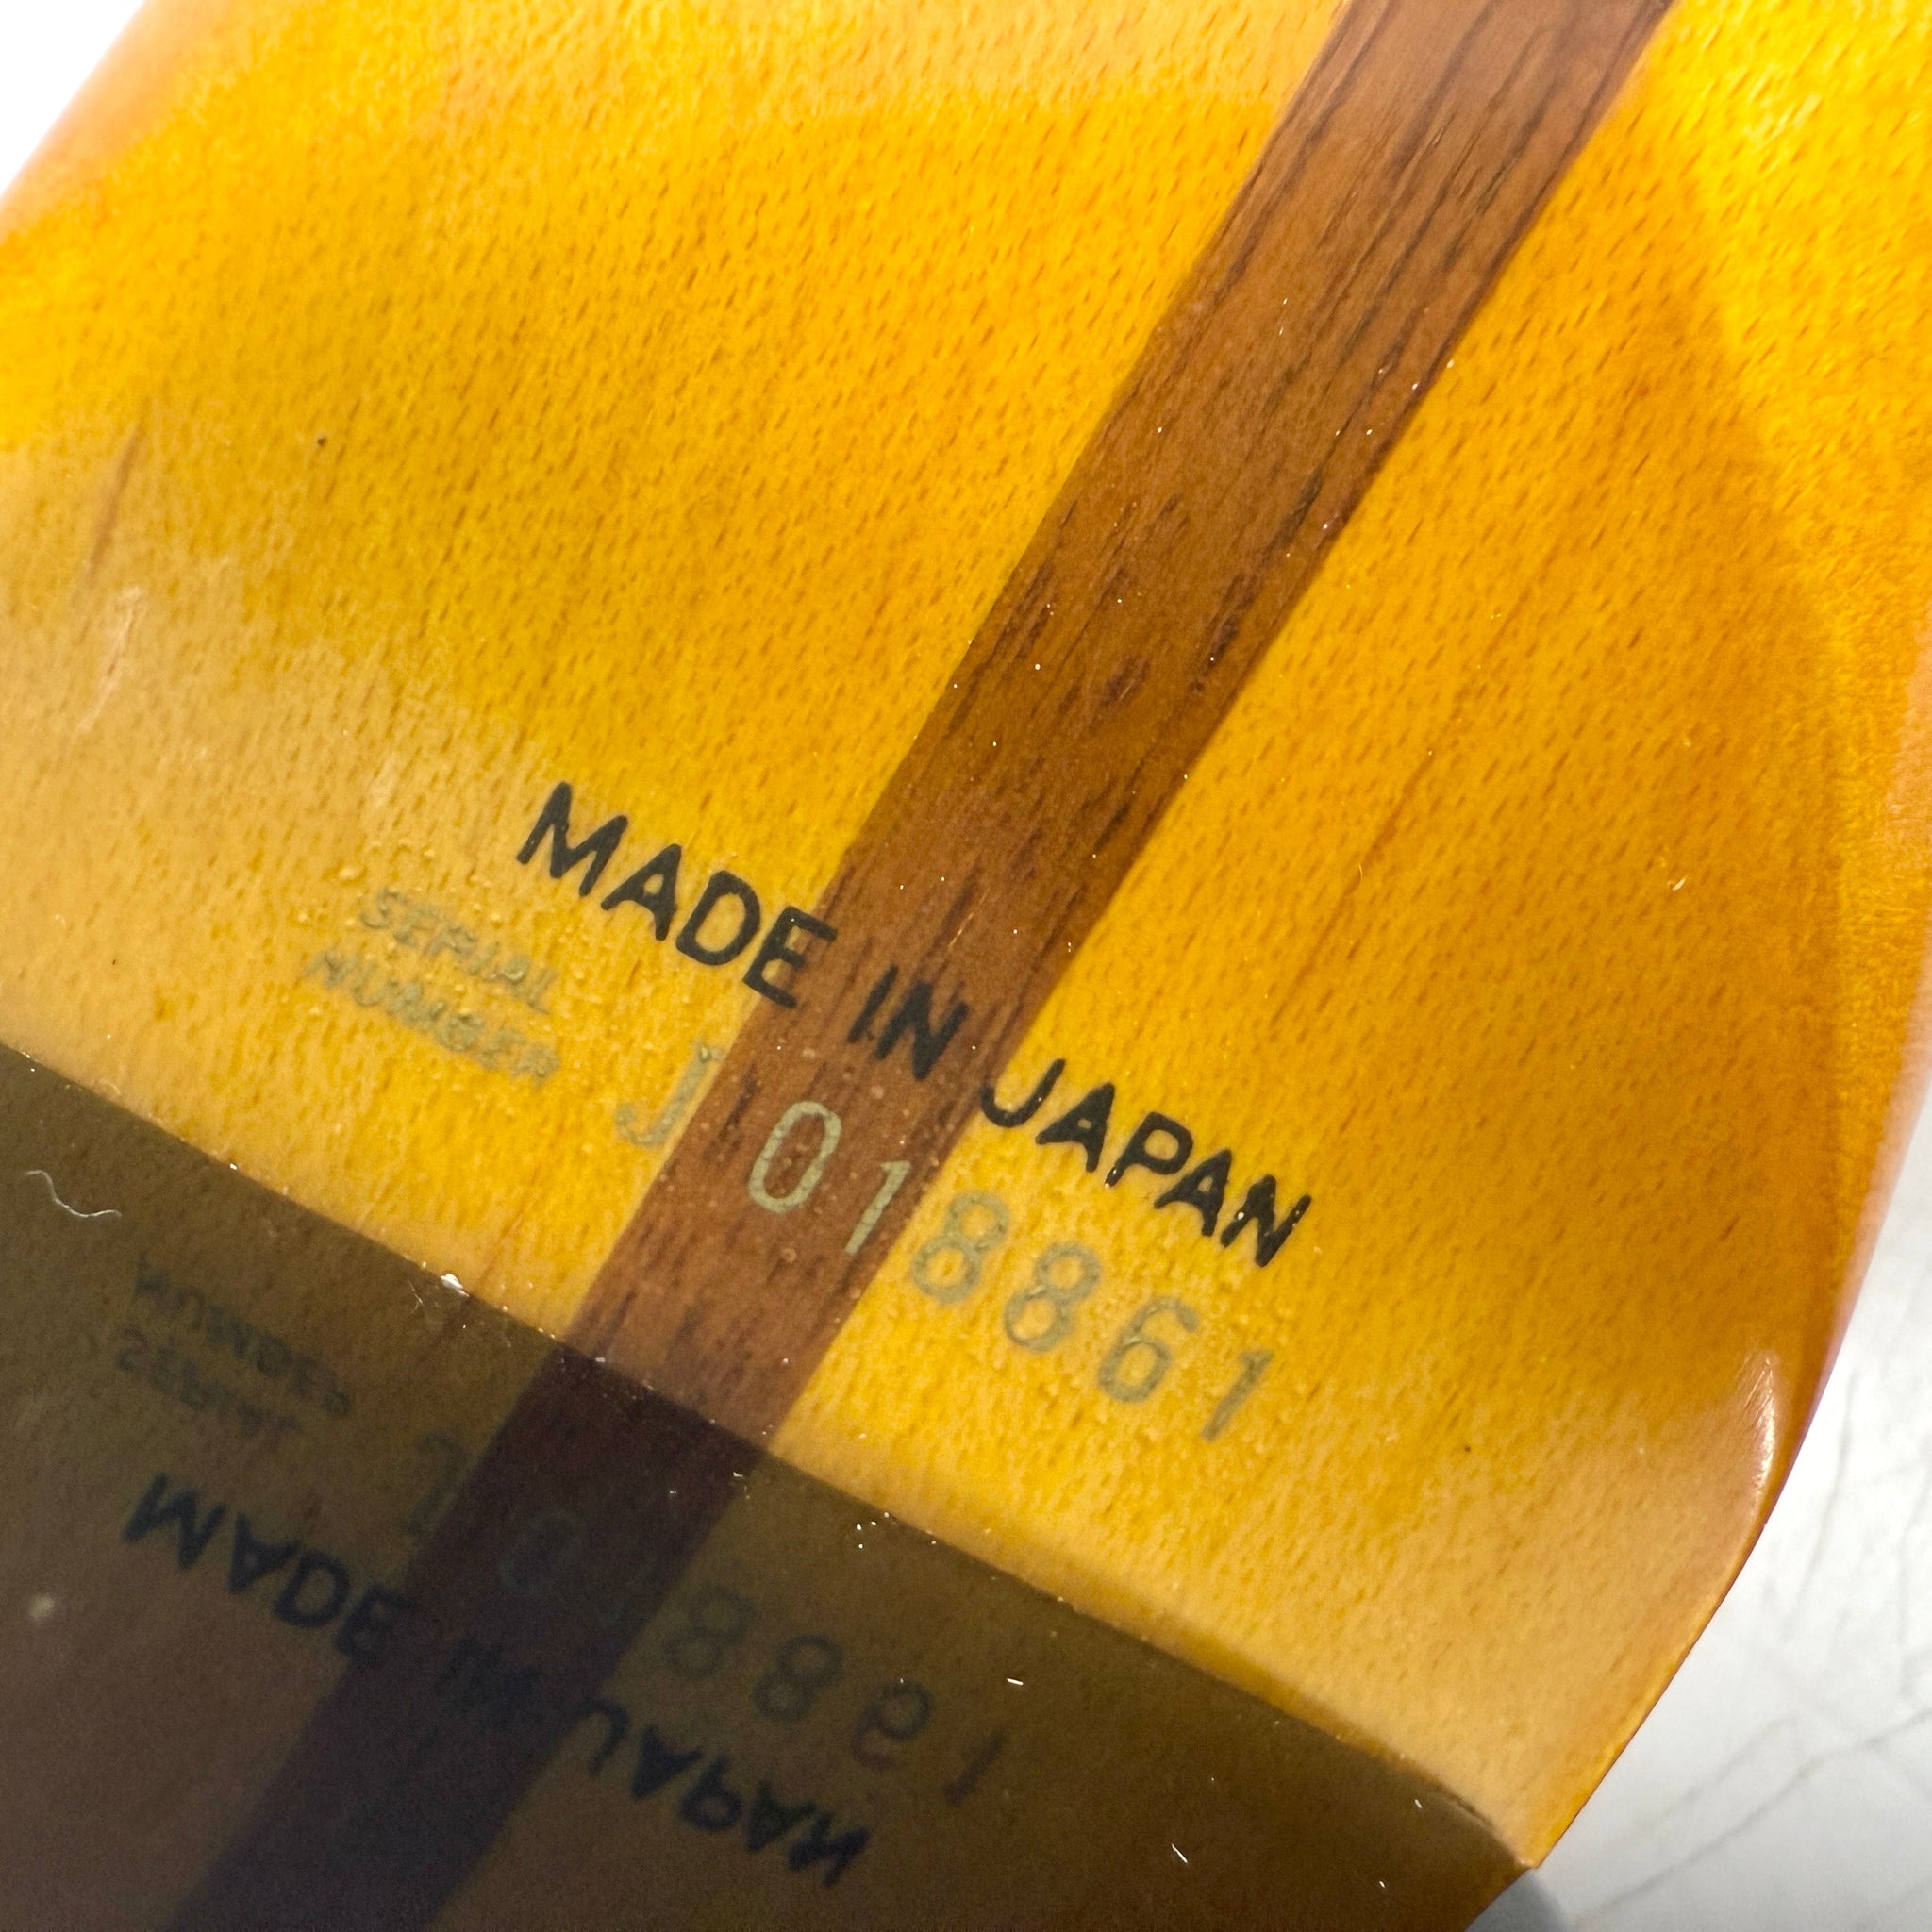 MADE IN JAPAN
SERIAL
NUMBER
J 018861